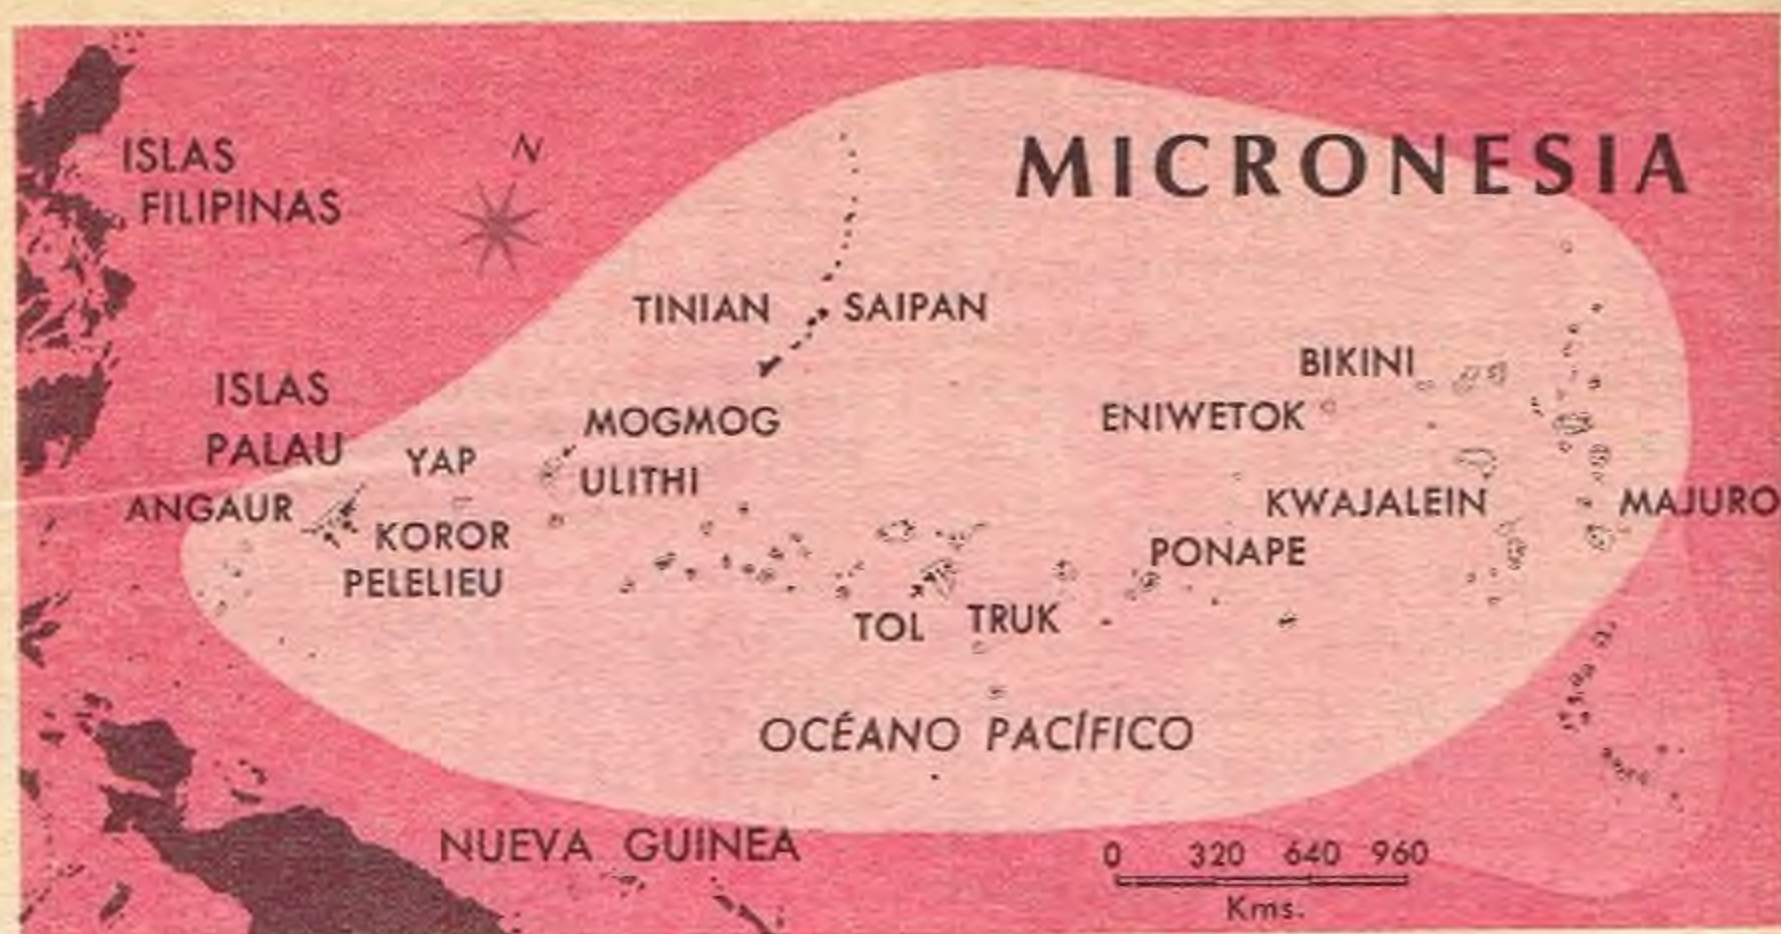 MICRONESIA
N
ISLAS
FILIPINAS
TINIAN
SAIPAN
BIKINI
ISLAS
PALAU
MOGMOG
ENIWETOK
YAP
ULITHI
ANGAUR
KWAJALEIN
MAJURO
KOROR
PONAPE
PELELIEU
TOL
TRUK
OCÉANO PACÍFICO
NUEVA GUINEA
0 320 640 960
Kms.